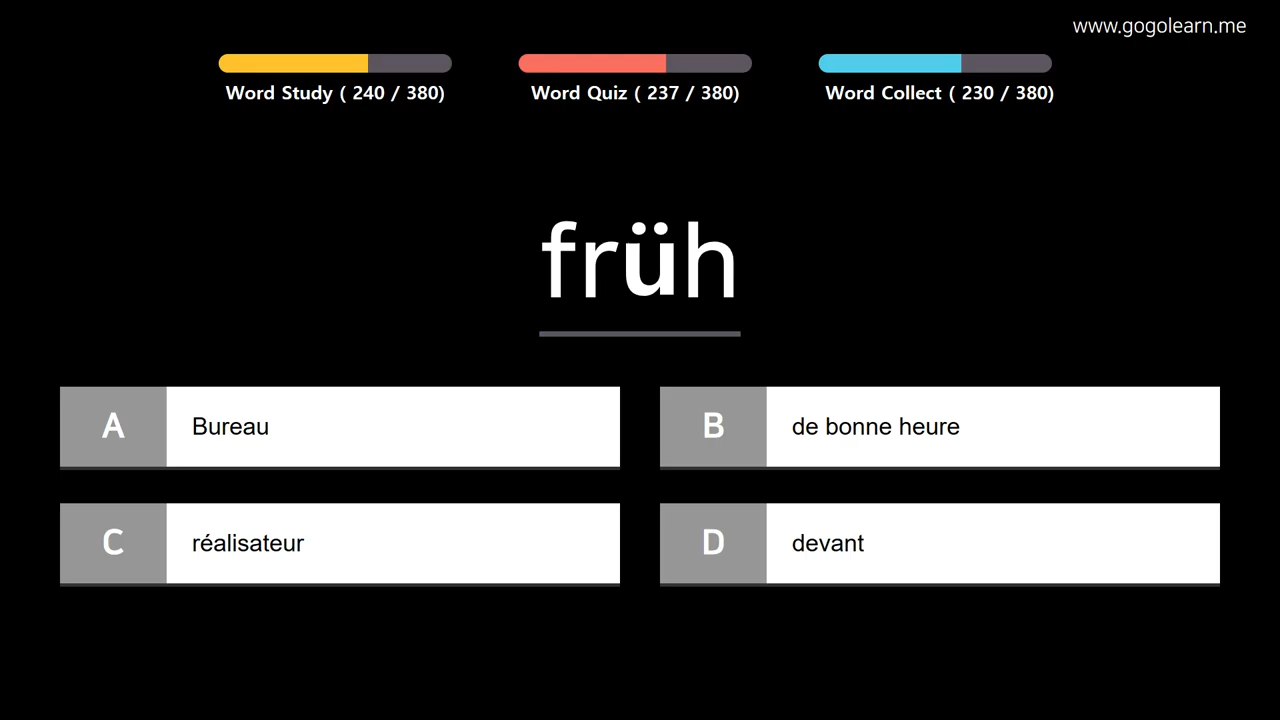 www.gogolearn.me
Word Study ( 240 / 380)
Word Quiz ( 237 / 380)
Word Collect ( 230 / 380)
früh
A Bureau
B de bonne heure
C réalisateur
D devant